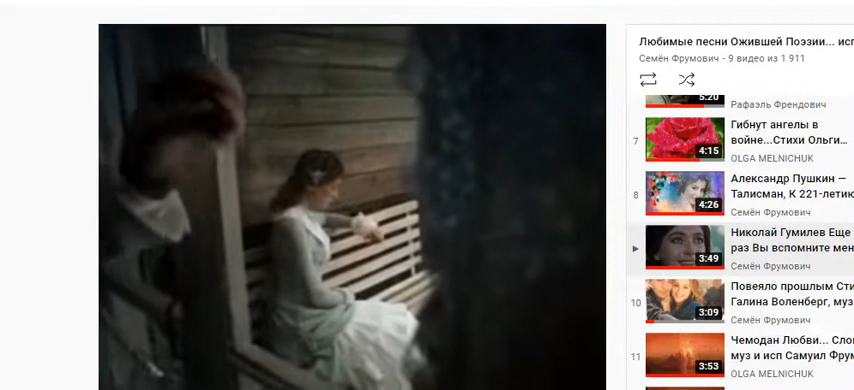 Любимые песни Ожившей Поэзии... исп
Семён Фрумович - 9 видео из 1 911
5:20
Рафаэль Френдович
7
Гибнут ангелы в
войне...Стихи Ольги...
4:15
OLGA MELNICHUK
8
Александр Пушкин —
Талисман, К 221-летию
4:26
Семён Фрумович
Николай Гумилев Еще
раз Вы вспомните мен
3:49
Семён Фрумович
10
Повеяло прошлым Сти
Галина Воленберг, муз
3:09
Семён Фрумович
11
Чемодан Любви... Сло
муз и исп Самуил Фрум
3:53
OLGA MELNICHUK